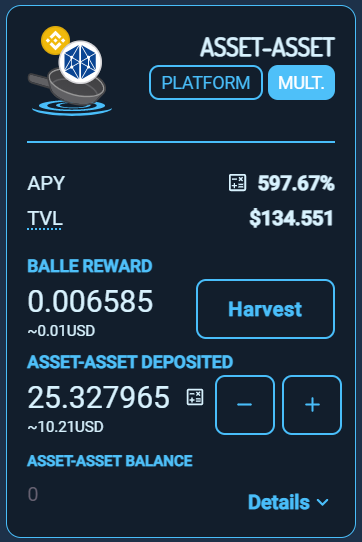 ASSET-ASSET
PLATFORM MULT.
APY 597.67%
TVL $134.551
BALLE REWARD
0.006585
~0.01USD
Harvest
ASSET-ASSET DEPOSITED
25.327965 − +
~10.21USD
ASSET-ASSET BALANCE
0
Details